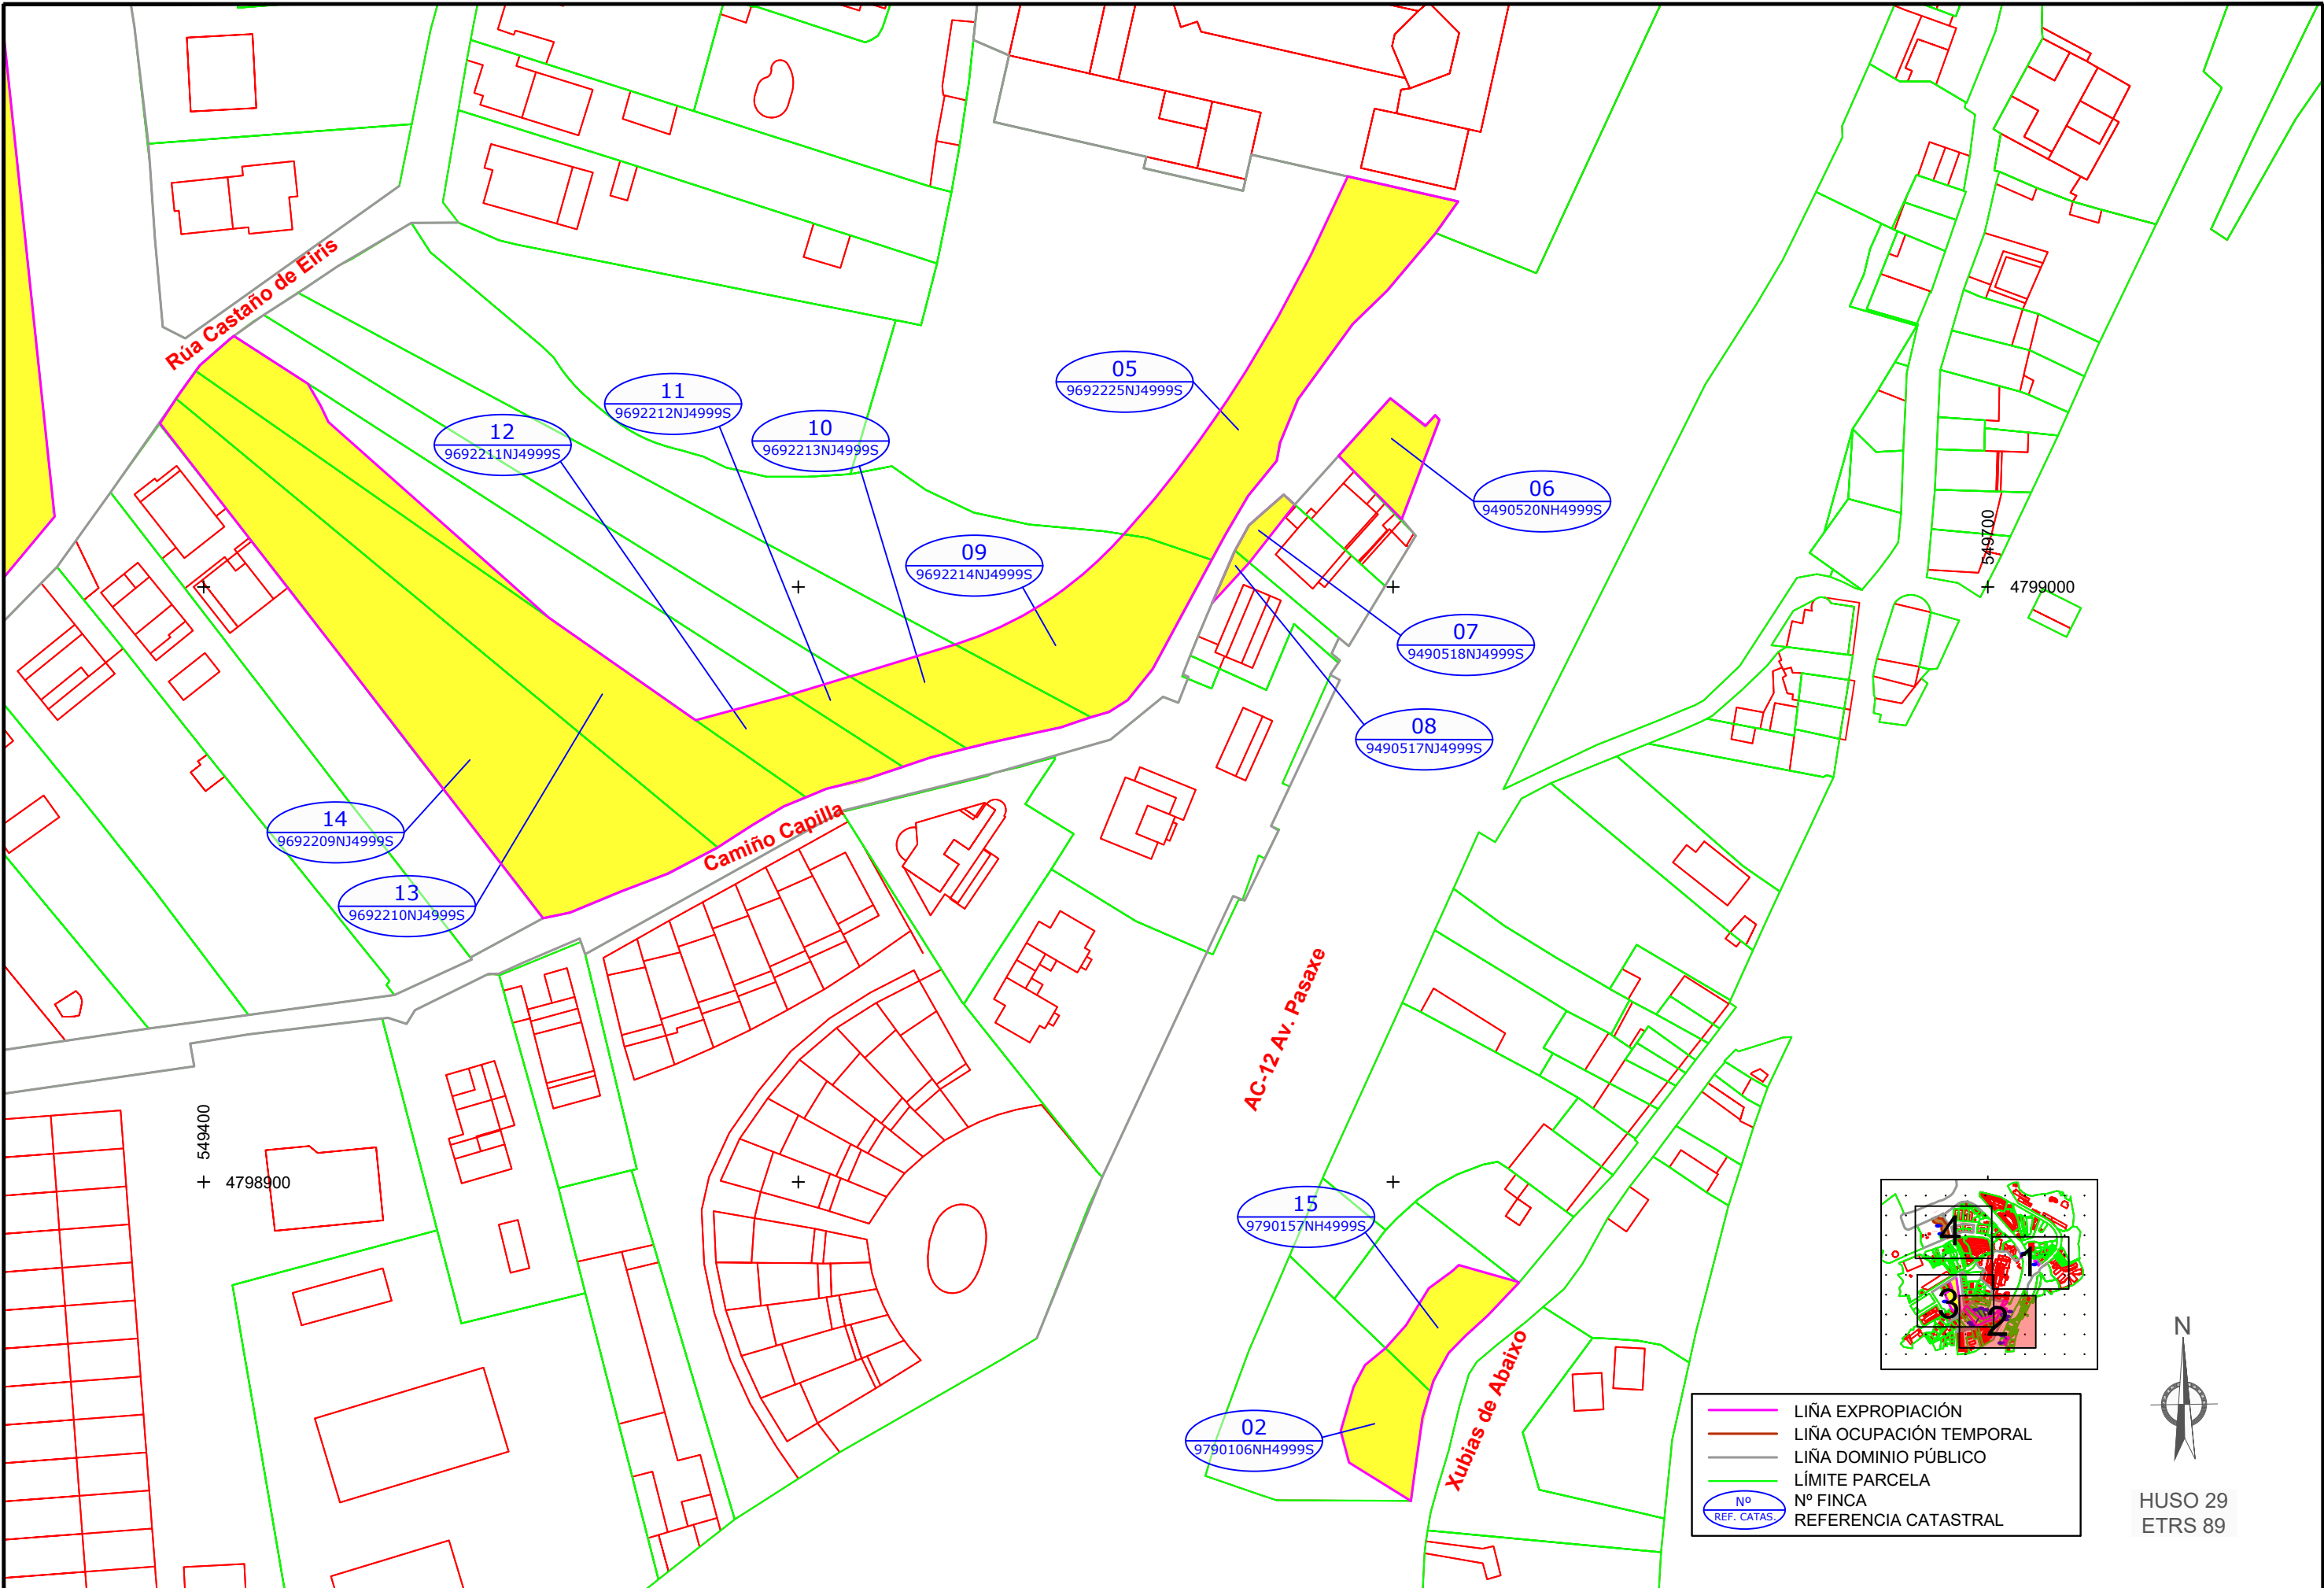 Rúa Castaño de Eiris
05
9692225NJ4999S
11
9692212NJ4999S
12
9692211NJ4999S
10
9692213NJ4999S
06
9490520NH4999S
09
9692214NJ4999S
549700
4799000
07
9490518NJ4999S
08
9490517NJ4999S
14
9692209NJ4999S
Camiño Capilla
13
9692210NJ4999S
AC-12 Av. Pasaxe
549400
4798900
15
9790157NH4999S
4
1
3
2
Xubias de Abaixo
02
9790106NH4999S
N
LIÑA EXPROPIACIÓN
LIÑA OCUPACIÓN TEMPORAL
LIÑA DOMINIO PÚBLICO
LÍMITE PARCELA
Nº
REF. CATAS.
Nº FINCA
REFERENCIA CATASTRAL
HUSO 29
ETRS 89